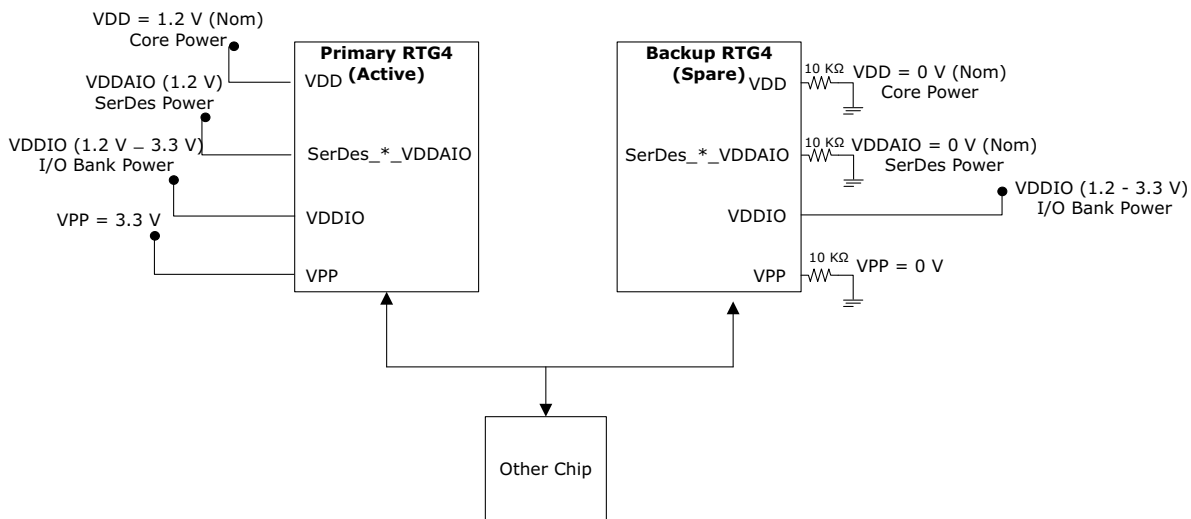 VDD = 1.2 V (Nom)
Core Power
VDDAIO (1.2 V)
SerDes Power
VDDIO (1.2 V – 3.3 V)
I/O Bank Power
VPP = 3.3 V
Primary RTG4
(Active)
VDD
SerDes_*_VDDAIO
VDDIO
VPP
Backup RTG4
(Spare)
VDD
SerDes_*_VDDAIO
VDDIO
VPP
10 KΩ
VDD = 0 V (Nom)
Core Power
10 KΩ
VDDAIO = 0 V (Nom)
SerDes Power
VDDIO (1.2 - 3.3 V)
I/O Bank Power
10 KΩ
VPP = 0 V
Other Chip